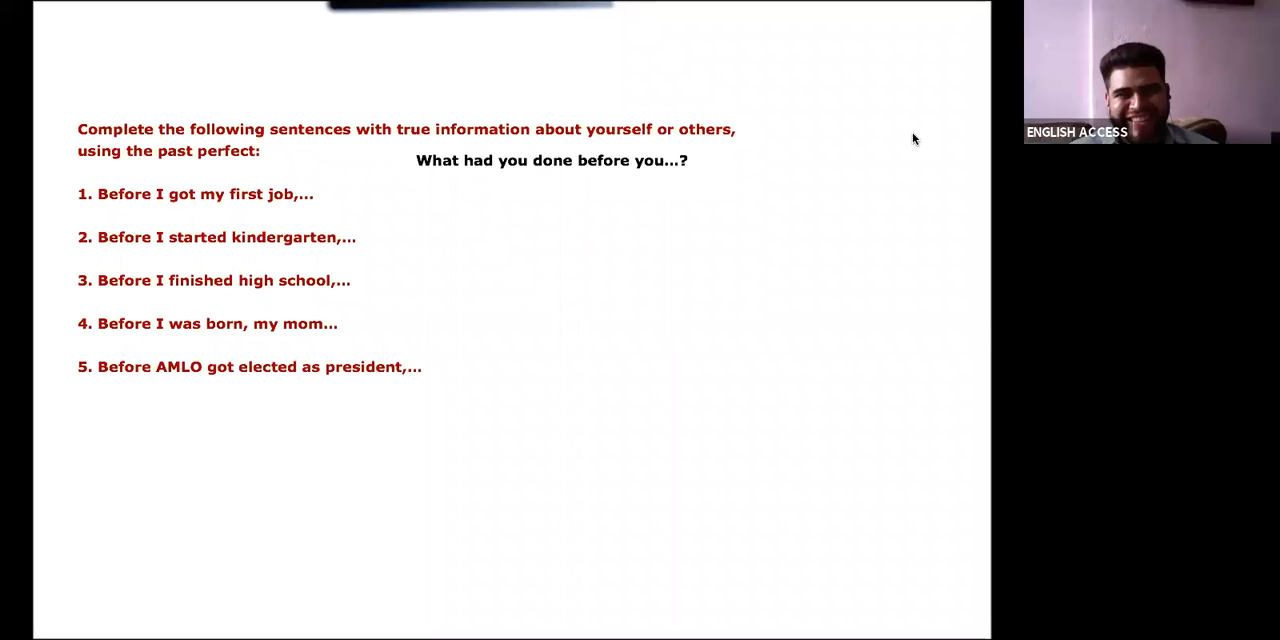 Complete the following sentences with true information about yourself or others,
using the past perfect:
What had you done before you...?
1. Before I got my first job,...
2. Before I started kindergarten,...
3. Before I finished high school,...
4. Before I was born, my mom...
5. Before AMLO got elected as president,...
ENGLISH ACCESS